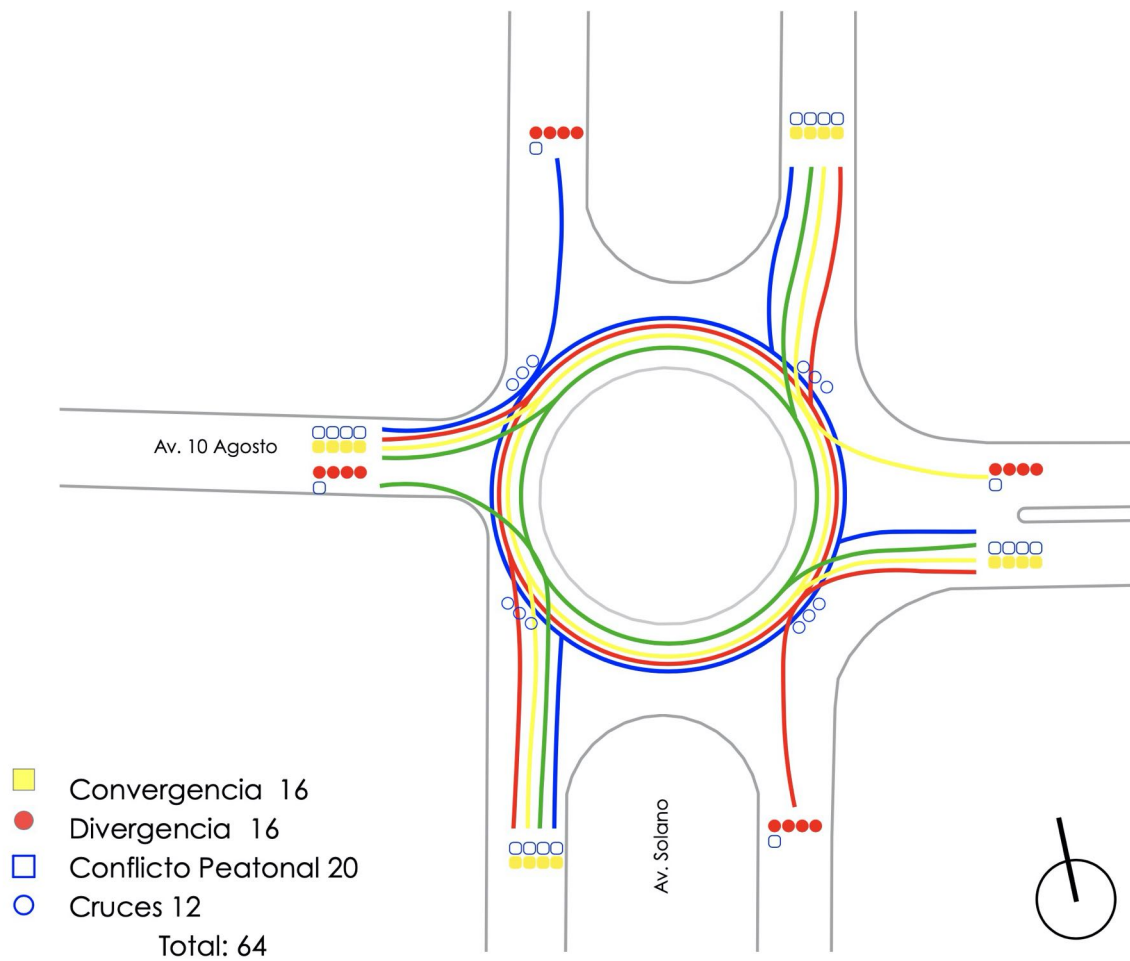 Av. 10 Agosto
Av. Solano
Convergencia 16
Divergencia 16
Conflicto Peatonal 20
Cruces 12
Total: 64